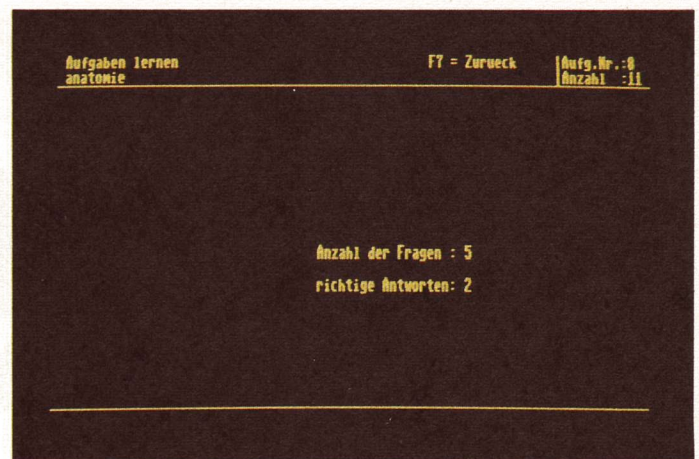 Aufgaben lernen
anatomie
F7 = Zurueck
Aufg.Nr.:8
Anzahl :11
Anzahl der Fragen : 5
richtige Antworten: 2